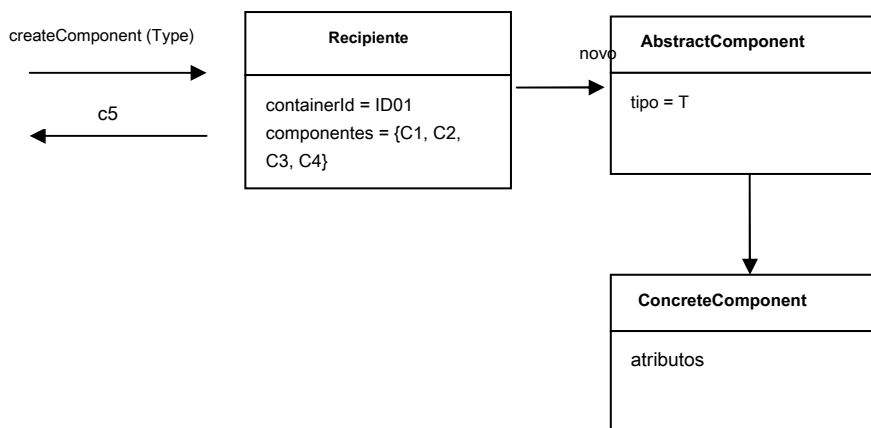 createComponent (Type)
c5
Recipiente
containerId = ID01
componentes = {C1, C2,
C3, C4}
novo
AbstractComponent
tipo = T
ConcreteComponent
atributos